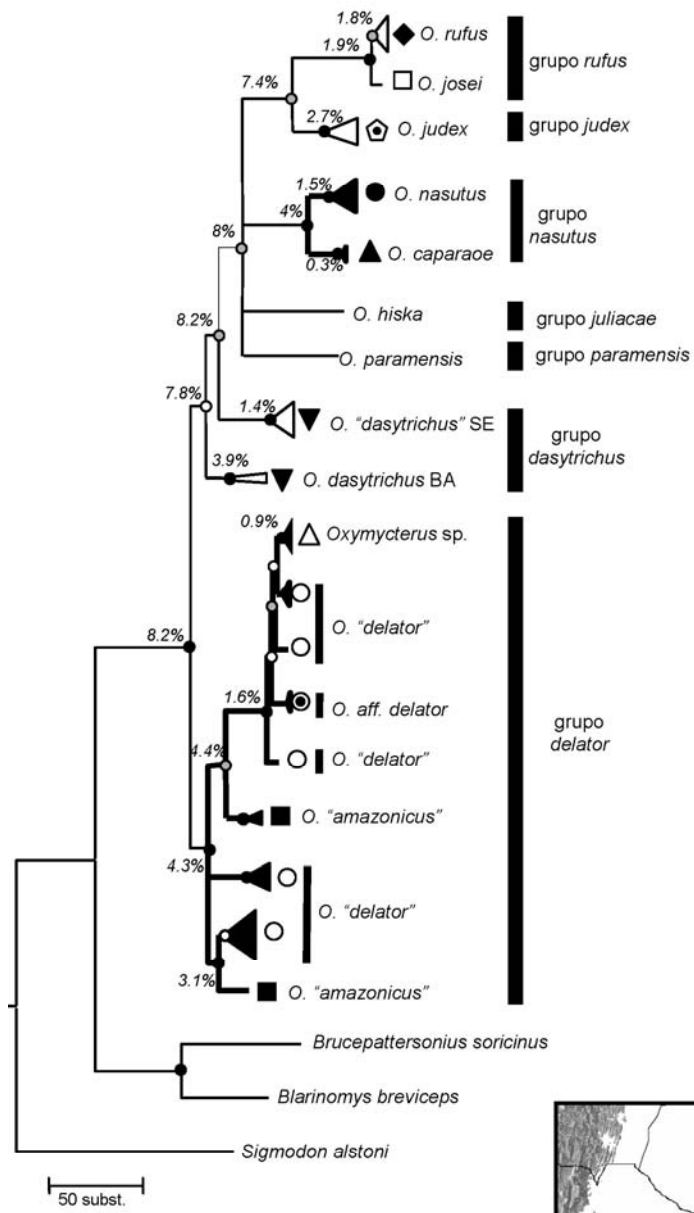 1.8%
O. rufus
1.9%
grupo rufus
O. josei
7.4%
2.7%
O. judex
grupo judex
1.5%
O. nasutus
4%
grupo
nasutus
8%
O. caparaoe
0.3%
O. hiska
grupo juliacae
8.2%
O. paramensis
grupo paramensis
7.8%
1.4%
O. "dasytrichus" SE
grupo
dasytrichus
3.9%
O. dasytrichus BA
0.9%
Oxymycterus sp.
O. "delator"
8.2%
1.6%
O. aff. delator
grupo
delator
4.4%
O. "delator"
O. "amazonicus"
4.3%
O. "delator"
3.1%
O. "amazonicus"
Brucepattersonius soricinus
Blarinomys breviceps
Sigmodon alstoni
50 subst.